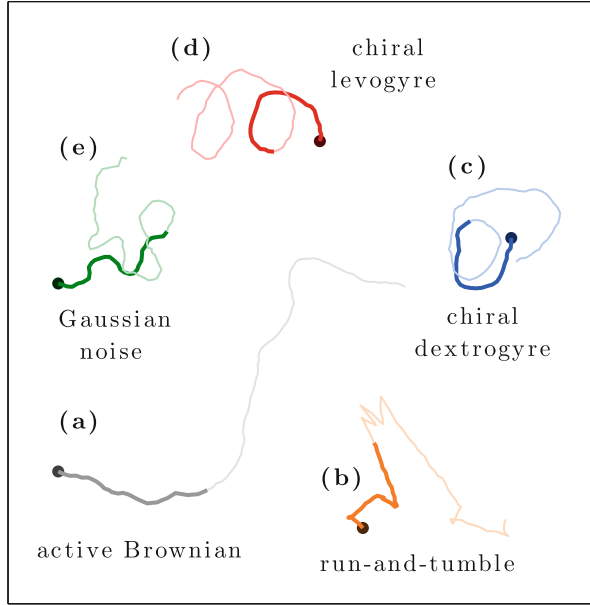 (d)
chiral
levogyre
(e)
(c)
Gaussian
noise
chiral
dextrogyre
(a)
(b)
active Brownian
run-and-tumble